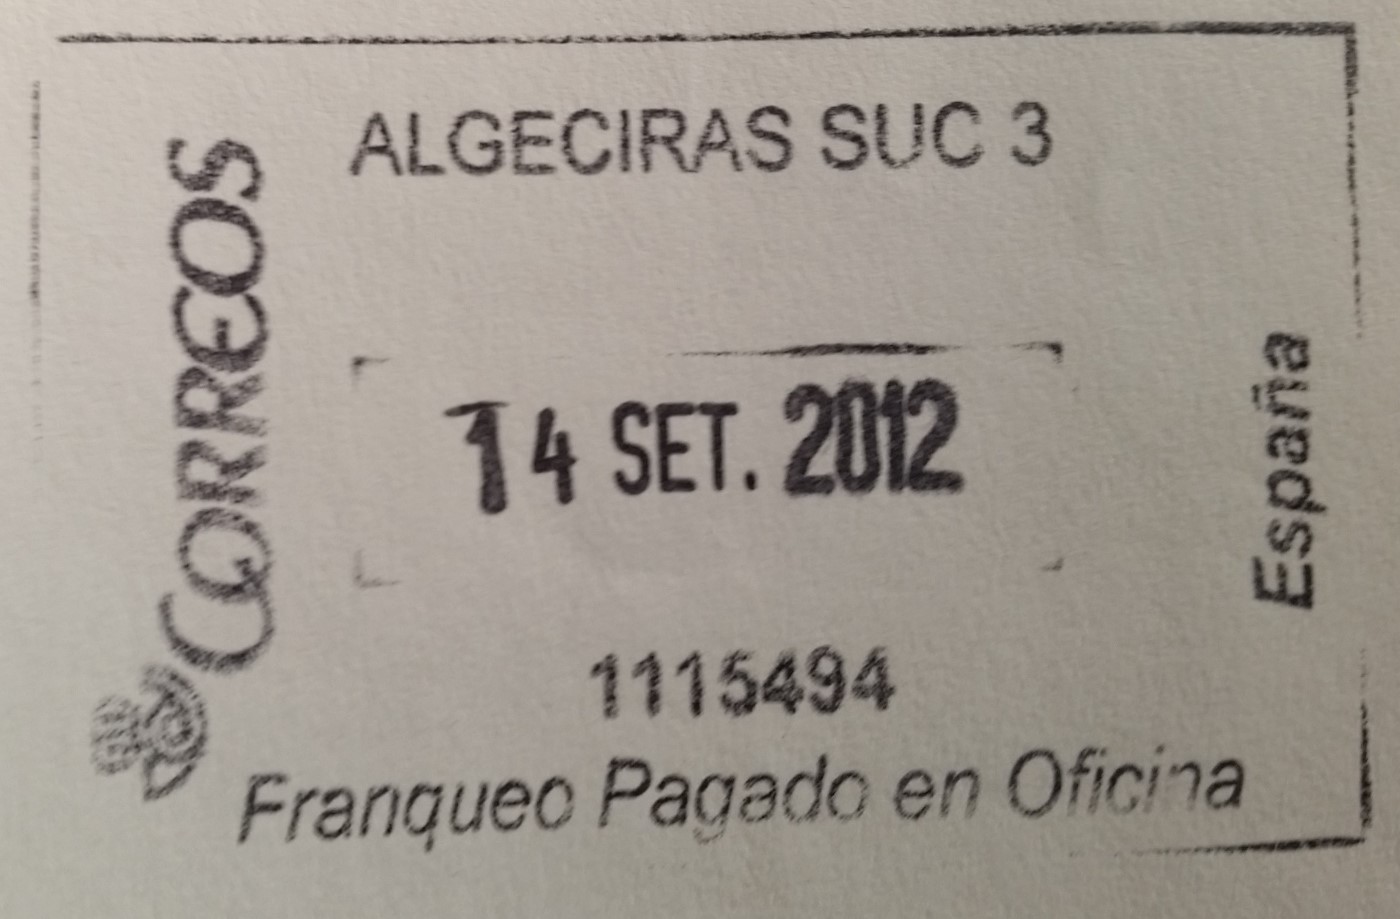 ALGECIRAS SUC 3
CORREOS
14 SET. 2012
España
1115494
Franqueo Pagado en Oficina